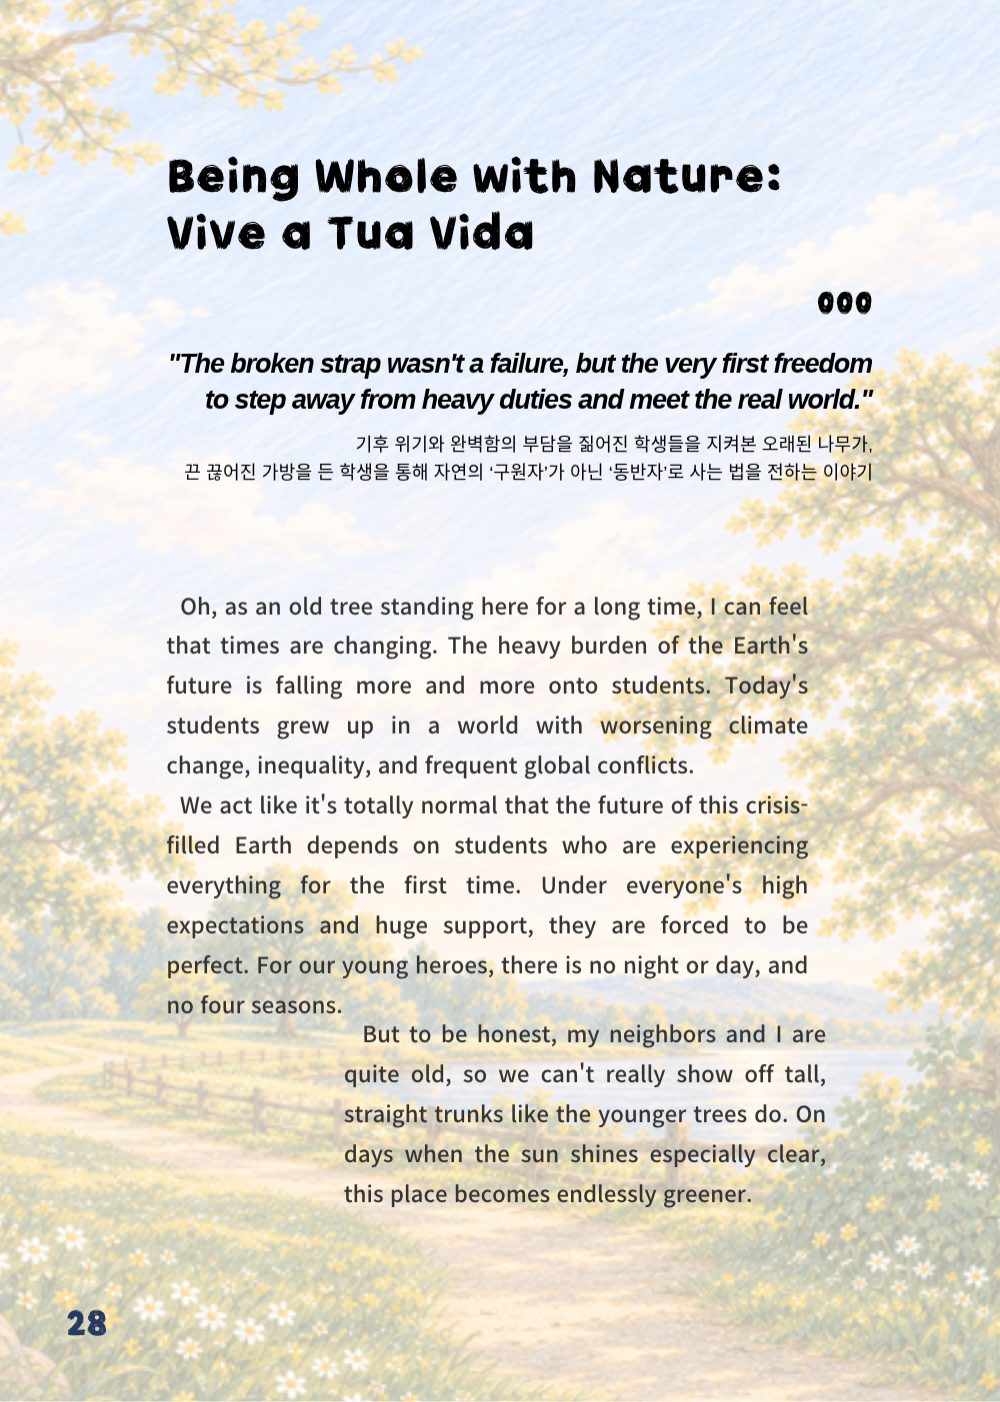 Being Whole with Nature:
Vive a Tua Vida
000
"The broken strap wasn't a failure, but the very first freedom
to step away from heavy duties and meet the real world."
기후 위기와 완벽함의 부담을 짊어진 학생들을 지켜본 오래된 나무가,
끈 끊어진 가방을 든 학생을 통해 자연의 ‘구원자’가 아닌 ‘동반자’로 사는 법을 전하는 이야기
Oh, as an old tree standing here for a long time, I can feel
that times are changing. The heavy burden of the Earth's
future is falling more and more onto students. Today's
students grew up in a world with worsening climate
change, inequality, and frequent global conflicts.
We act like it's totally normal that the future of this crisis-
filled Earth depends on students who are experiencing
everything for the first time. Under everyone's high
expectations and huge support, they are forced to be
perfect. For our young heroes, there is no night or day, and
no four seasons.
But to be honest, my neighbors and I are
quite old, so we can't really show off tall,
straight trunks like the younger trees do. On
days when the sun shines especially clear,
this place becomes endlessly greener.
28